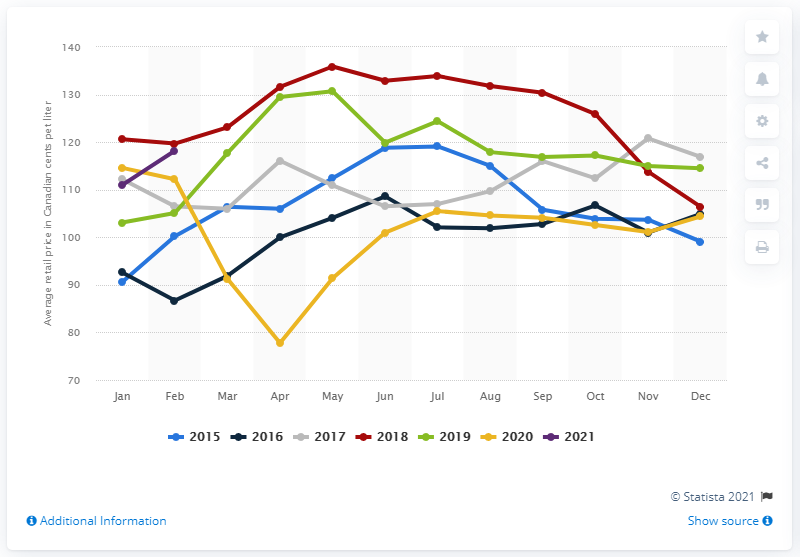 Average retail price in Canadian cents pet liter
140
130
120
110
100
90
80
70
Jan Feb Mar Apr May Jun Jul Aug Sep Oct Nov Dec
2015 2016 2017 2018 2019 2020 2021
© Statista 2021
Additional Information Show source